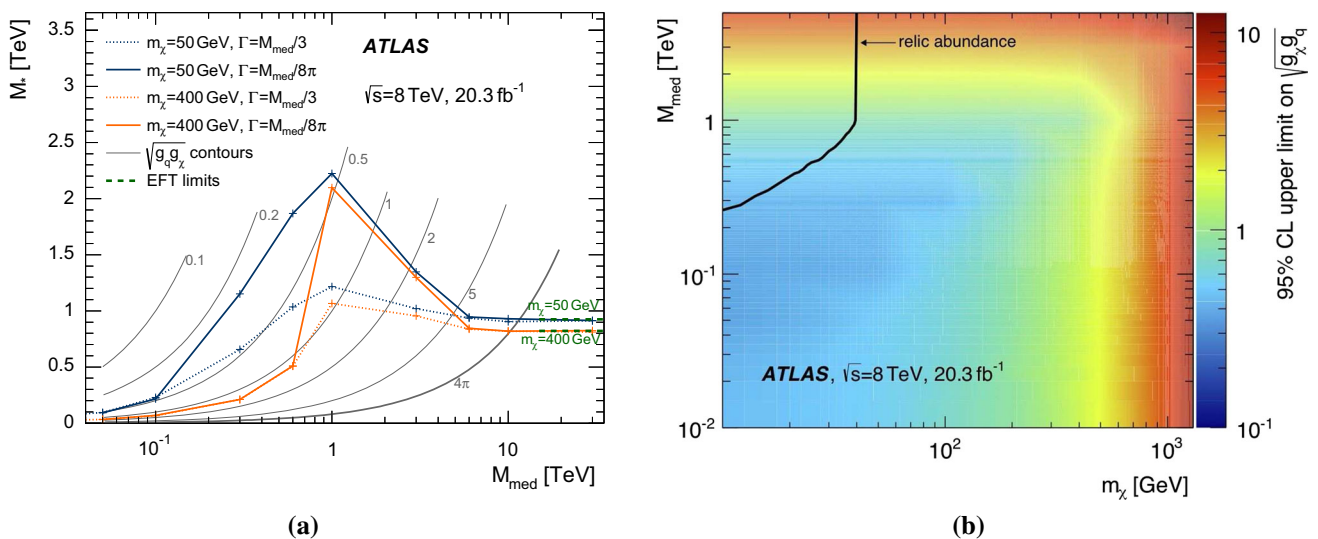 M* [TeV]
3.5
3
2.5
2
1.5
1
0.5
0
mχ=50 GeV, Γ=Mmed/3
mχ=50 GeV, Γ=Mmed/8π
mχ=400 GeV, Γ=Mmed/3
mχ=400 GeV, Γ=Mmed/8π
√gqgχ contours
EFT limits
ATLAS
√s=8 TeV, 20.3 fb-1
0.1
0.2
0.5
1
2
5
4π
mχ=50 GeV
mχ=400 GeV
10-1
1
10
Mmed [TeV]
(a)
Mmed [TeV]
1
10-1
10-2
relic abundance
ATLAS, √s=8 TeV, 20.3 fb-1
102
103
mχ [GeV]
10
1
10-1
95% CL upper limit on √gχgq
(b)